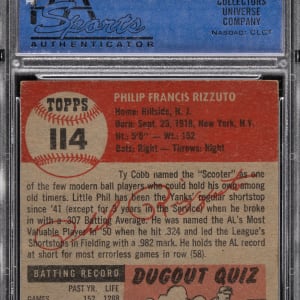 COLLECTORS
UNIVERSE
COMPANY
NASDAQ: CLCT
Sports
AUTHENTICATOR
TOPPS
114
PHILIP FRANCIS RIZZUTO
Home: Hillside, N. J.
Born: Sept. 25, 1918, New York, N.Y.
Ht.: 5'6" — Wt.: 152
Bats: Right — Throws: Right
Ty Cobb named the "Scooter" as one
of the few modern ball players who could hold his own among
old timers. Little Phil has been the Yanks' regular shortstop
since '41 (except for 3 years in the Service) when he broke
in with a .307 Batting Average. He was named the AL's Most
Valuable Player in '50 when he hit .324 and led the League's
Shortstops in Fielding with a .982 mark. He holds the AL record
at short for most errorless games in row (58).
BATTING RECORD
PAST YR. LIFE
GAMES 152 1288
DUGOUT QUIZ